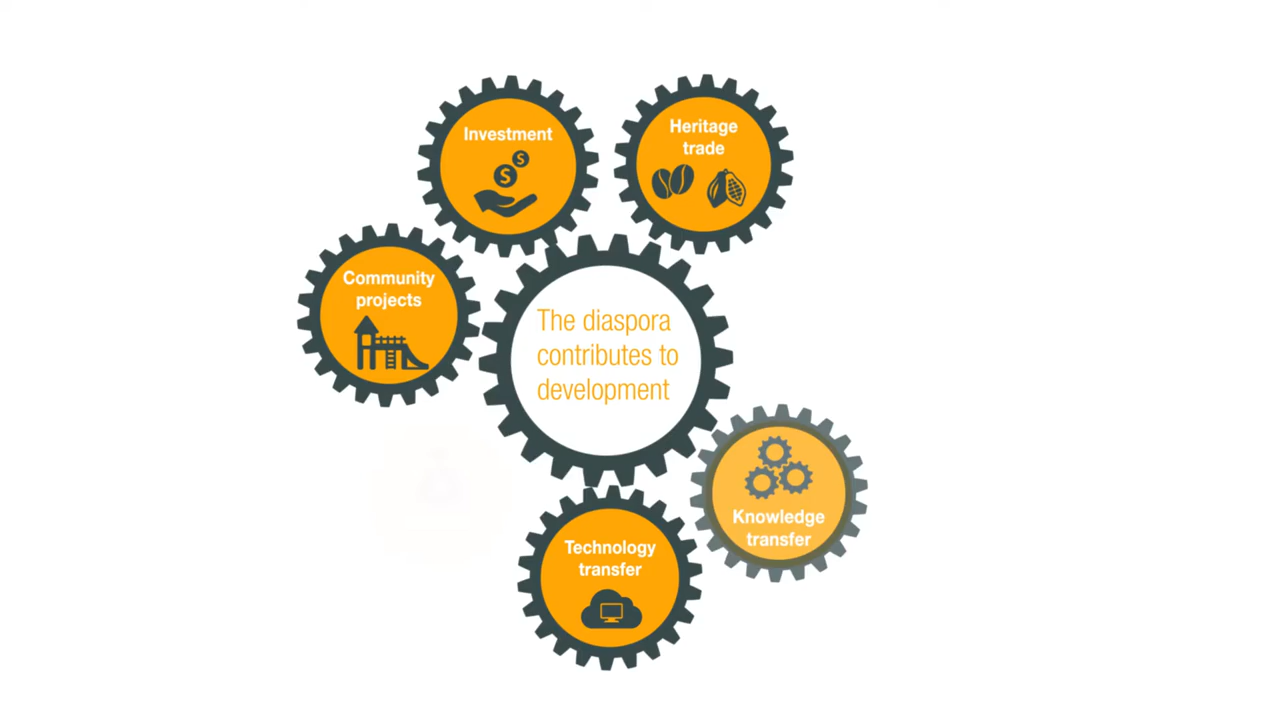 Investment
Heritage
trade
Community
projects
The diaspora
contributes to
development
Knowledge
transfer
Technology
transfer